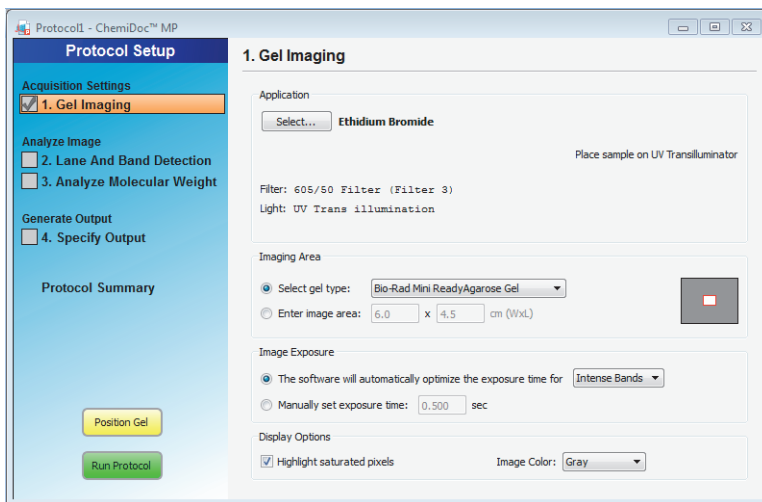 Protocol1 - ChemiDoc™ MP
Protocol Setup
Acquisition Settings
1. Gel Imaging
Analyze Image
2. Lane And Band Detection
3. Analyze Molecular Weight
Generate Output
4. Specify Output
Protocol Summary
Position Gel
Run Protocol
1. Gel Imaging
Application
Select... Ethidium Bromide
Place sample on UV Transilluminator
Filter: 605/50 Filter (Filter 3)
Light: UV Trans illumination
Imaging Area
Select gel type: Bio-Rad Mini ReadyAgarose Gel
Enter image area: 6.0 x 4.5 cm (WxL)
Image Exposure
The software will automatically optimize the exposure time for Intense Bands
Manually set exposure time: 0.500 sec
Display Options
Highlight saturated pixels Image Color: Gray